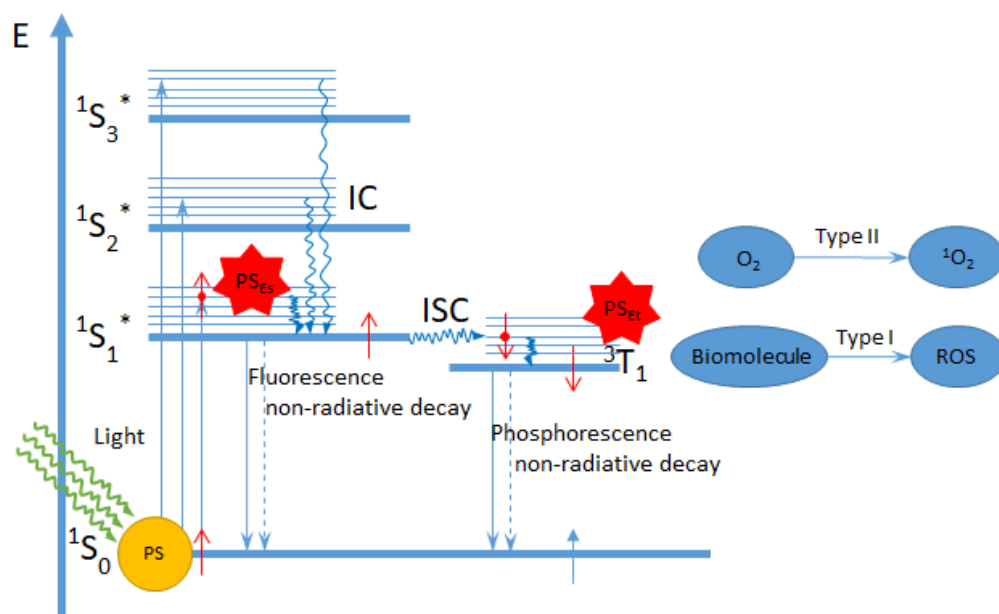 E
¹S₃*
IC
¹S₂*
PS_Es
Type II
O₂
¹O₂
¹S₁*
ISC
PS_Et
³T₁
Type I
Biomolecule
ROS
Fluorescence
non-radiative decay
Light
Phosphorescence
non-radiative decay
¹S₀
PS